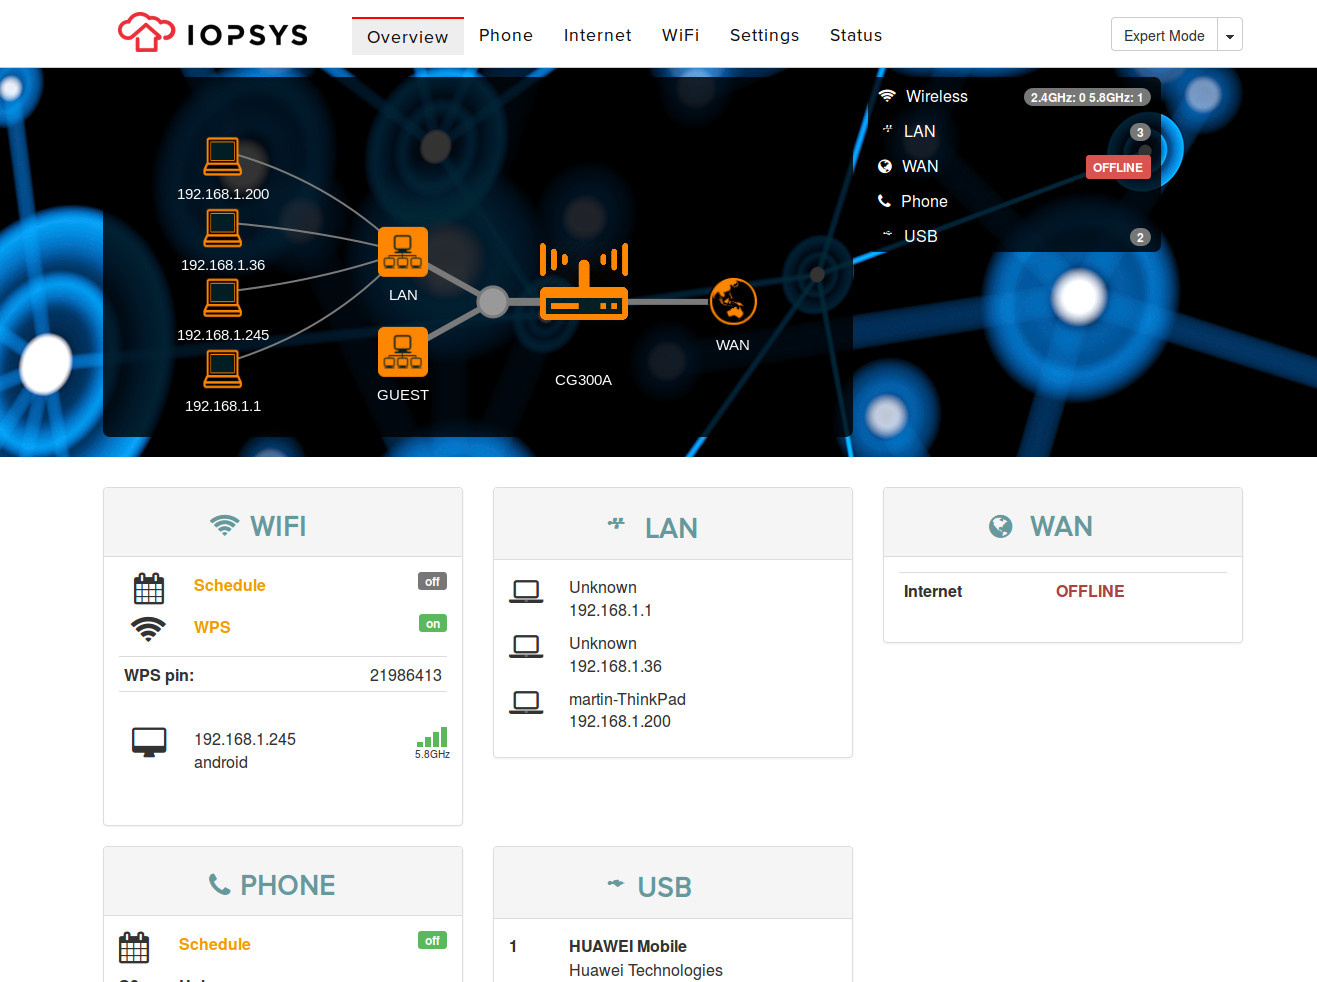 IOPSYS
Overview
Phone
Internet
WiFi
Settings
Status
Expert Mode
192.168.1.200
192.168.1.36
192.168.1.245
192.168.1.1
LAN
GUEST
CG300A
WAN
Wireless 2.4GHz: 0 5.8GHz: 1
LAN 3
WAN OFFLINE
Phone
USB 2
WIFI
Schedule off
WPS on
WPS pin: 21986413
192.168.1.245
android
5.8GHz
LAN
Unknown
192.168.1.1
Unknown
192.168.1.36
martin-ThinkPad
192.168.1.200
WAN
Internet OFFLINE
PHONE
Schedule off
USB
1 HUAWEI Mobile
Huawei Technologies